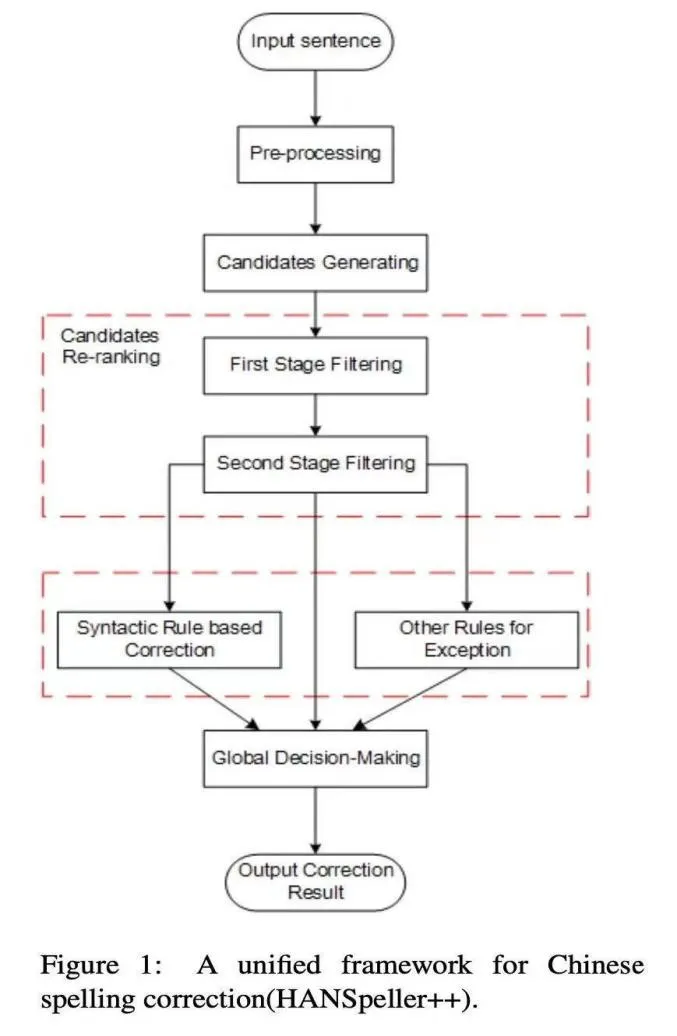 Input sentence
Pre-processing
Candidates Generating
Candidates
Re-ranking
First Stage Filtering
Second Stage Filtering
Syntactic Rule based
Correction
Other Rules for
Exception
Global Decision-Making
Output Correction
Result
Figure 1: A unified framework for Chinese
spelling correction(HANSpeller++).